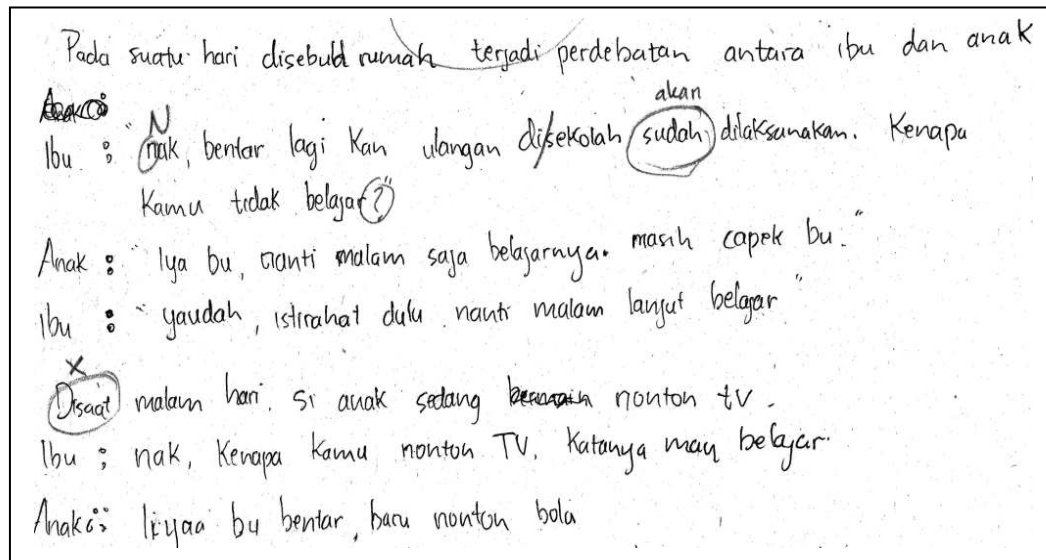 Pada suatu hari disebuld rumah terjadi perdebatan antara ibu dan anak
akan
N
Ibu : "nak, bentar lagi Kan ulangan disekolah sudah dilaksanakan. Kenapa
Kamu tidak belajar?"
Anak : "Iya bu, nanti malam saja belajarnya. masih capek bu."
Ibu : "yaudah, istirahat dulu nanti malam lanjut belajar"
X
Disaat malam hari. si anak sedang nonton tv.
Ibu : nak, Kenapa kamu nonton TV. Katanya mau belajar.
Anak : Iiyaa bu bentar, baru nonton bola